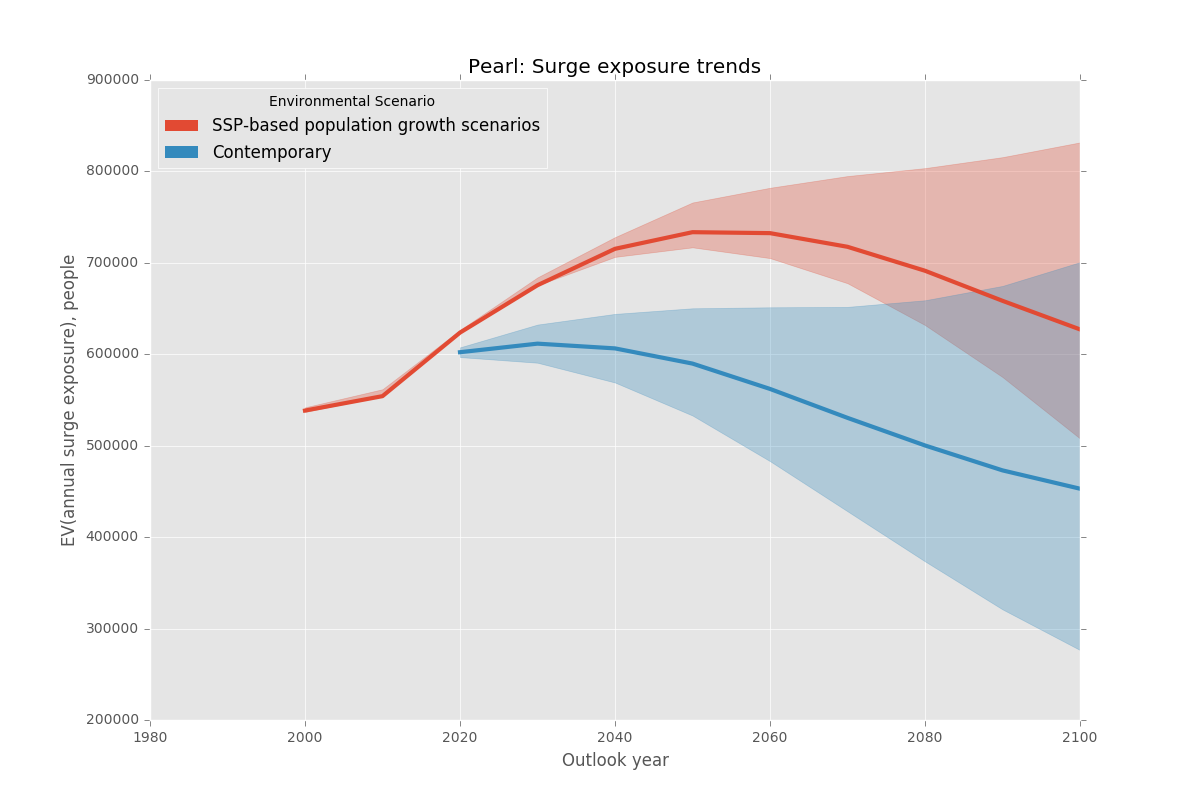 Pearl: Surge exposure trends
Environmental Scenario
SSP-based population growth scenarios
Contemporary
900000
800000
700000
600000
500000
400000
300000
200000
EV(annual surge exposure), people
1980 2000 2020 2040 2060 2080 2100
Outlook year